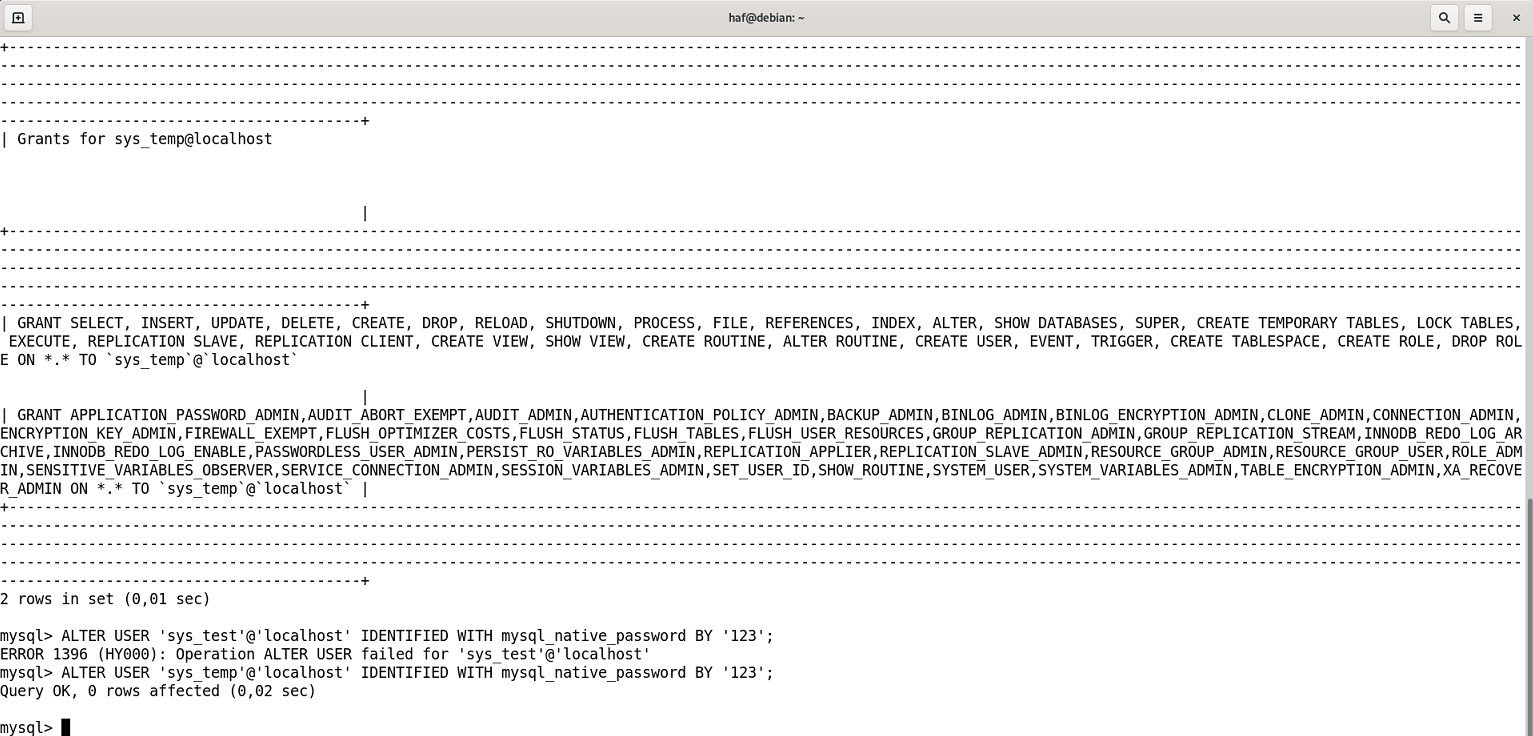 haf@debian: ~
+----------------------------------------------------------------------------------------------------------------------------------------------------------------------------
-----------------------------------------------------------------------------------------------------------------------------------------------------------------------------
-----------------------------------------------------------------------------------------------------------------------------------------------------------------------------
-----------------------------------------------------------------------------------------------------------------------------------------------------------------------------
-----------------------------------------+
| Grants for sys_temp@localhost
|
+----------------------------------------------------------------------------------------------------------------------------------------------------------------------------
-----------------------------------------------------------------------------------------------------------------------------------------------------------------------------
-----------------------------------------------------------------------------------------------------------------------------------------------------------------------------
-----------------------------------------------------------------------------------------------------------------------------------------------------------------------------
-----------------------------------------+
| GRANT SELECT, INSERT, UPDATE, DELETE, CREATE, DROP, RELOAD, SHUTDOWN, PROCESS, FILE, REFERENCES, INDEX, ALTER, SHOW DATABASES, SUPER, CREATE TEMPORARY TABLES, LOCK TABLES,
EXECUTE, REPLICATION SLAVE, REPLICATION CLIENT, CREATE VIEW, SHOW VIEW, CREATE ROUTINE, ALTER ROUTINE, CREATE USER, EVENT, TRIGGER, CREATE TABLESPACE, CREATE ROLE, DROP ROL
E ON *.* TO `sys_temp`@`localhost`
|
| GRANT APPLICATION_PASSWORD_ADMIN,AUDIT_ABORT_EXEMPT,AUDIT_ADMIN,AUTHENTICATION_POLICY_ADMIN,BACKUP_ADMIN,BINLOG_ADMIN,BINLOG_ENCRYPTION_ADMIN,CLONE_ADMIN,CONNECTION_ADMIN,
ENCRYPTION_KEY_ADMIN,FIREWALL_EXEMPT,FLUSH_OPTIMIZER_COSTS,FLUSH_STATUS,FLUSH_TABLES,FLUSH_USER_RESOURCES,GROUP_REPLICATION_ADMIN,GROUP_REPLICATION_STREAM,INNODB_REDO_LOG_AR
CHIVE,INNODB_REDO_LOG_ENABLE,PASSWORDLESS_USER_ADMIN,PERSIST_RO_VARIABLES_ADMIN,REPLICATION_APPLIER,REPLICATION_SLAVE_ADMIN,RESOURCE_GROUP_ADMIN,RESOURCE_GROUP_USER,ROLE_ADM
IN,SENSITIVE_VARIABLES_OBSERVER,SERVICE_CONNECTION_ADMIN,SESSION_VARIABLES_ADMIN,SET_USER_ID,SHOW_ROUTINE,SYSTEM_USER,SYSTEM_VARIABLES_ADMIN,TABLE_ENCRYPTION_ADMIN,XA_RECOVE
R_ADMIN ON *.* TO `sys_temp`@`localhost` |
+----------------------------------------------------------------------------------------------------------------------------------------------------------------------------
-----------------------------------------------------------------------------------------------------------------------------------------------------------------------------
-----------------------------------------------------------------------------------------------------------------------------------------------------------------------------
-----------------------------------------------------------------------------------------------------------------------------------------------------------------------------
-----------------------------------------+
2 rows in set (0,01 sec)
mysql> ALTER USER 'sys_test'@'localhost' IDENTIFIED WITH mysql_native_password BY '123';
ERROR 1396 (HY000): Operation ALTER USER failed for 'sys_test'@'localhost'
mysql> ALTER USER 'sys_temp'@'localhost' IDENTIFIED WITH mysql_native_password BY '123';
Query OK, 0 rows affected (0,02 sec)
mysql>